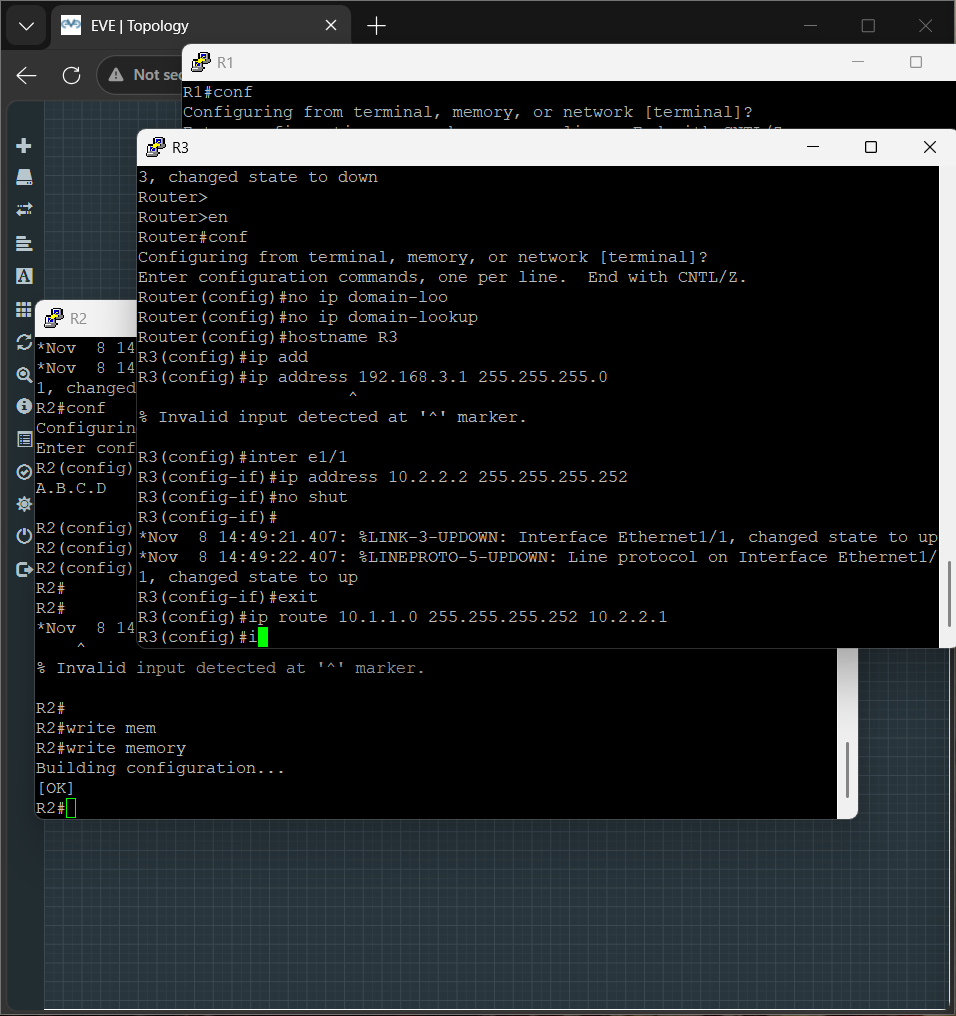 EVE | Topology
Not sec
R1
R1#conf
Configuring from terminal, memory, or network [terminal]?
R3
3, changed state to down
Router>
Router>en
Router#conf
Configuring from terminal, memory, or network [terminal]?
Enter configuration commands, one per line.  End with CNTL/Z.
Router(config)#no ip domain-loo
Router(config)#no ip domain-lookup
Router(config)#hostname R3
R3(config)#ip add
R3(config)#ip address 192.168.3.1 255.255.255.0
^
% Invalid input detected at '^' marker.
R3(config)#inter e1/1
R3(config-if)#ip address 10.2.2.2 255.255.255.252
R3(config-if)#no shut
R3(config-if)#
*Nov  8 14:49:21.407: %LINK-3-UPDOWN: Interface Ethernet1/1, changed state to up
*Nov  8 14:49:22.407: %LINEPROTO-5-UPDOWN: Line protocol on Interface Ethernet1/
1, changed state to up
R3(config-if)#exit
R3(config)#ip route 10.1.1.0 255.255.255.252 10.2.2.1
R3(config)#i
R2
*Nov  8 14
*Nov  8 14
1, changed
R2#conf
Configurin
Enter conf
R2(config)
A.B.C.D
R2(config)
R2(config)
R2(config)
R2#
R2#
*Nov  8 14
^
% Invalid input detected at '^' marker.
R2#
R2#write mem
R2#write memory
Building configuration...
[OK]
R2#